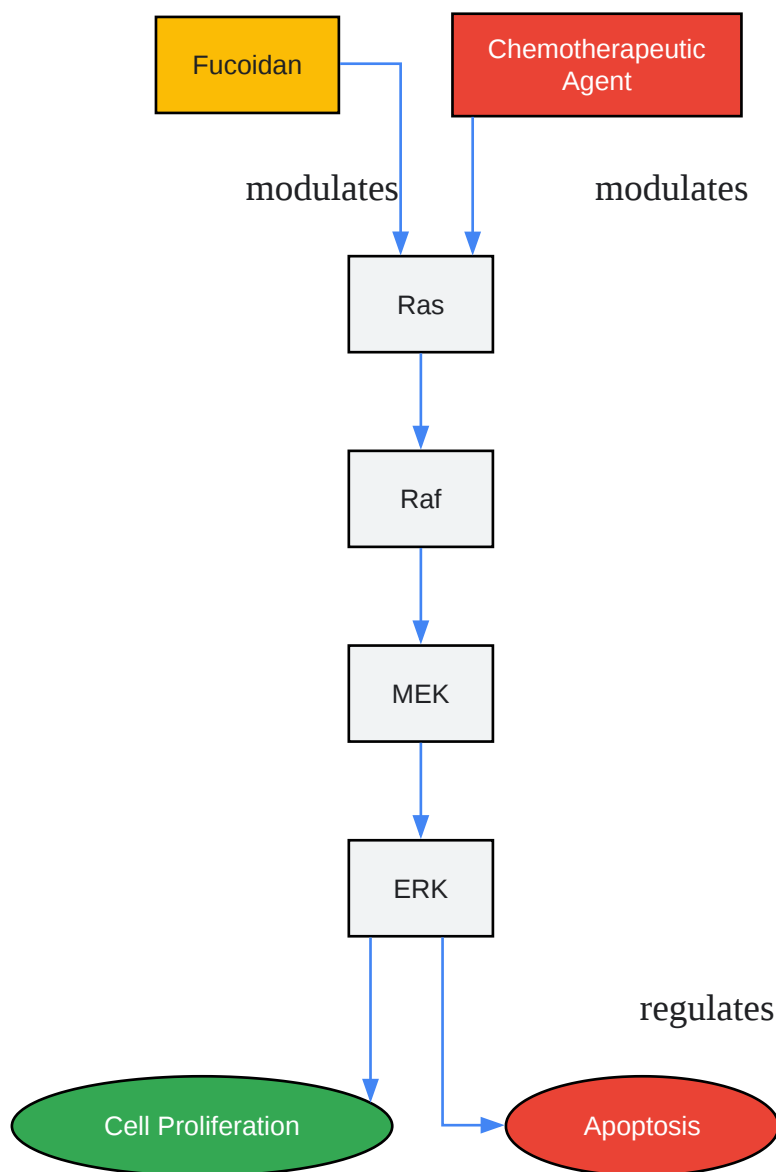 Fucoidan
Chemotherapeutic
Agent
modulates
modulates
Ras
Raf
MEK
ERK
regulates
Cell Proliferation
Apoptosis